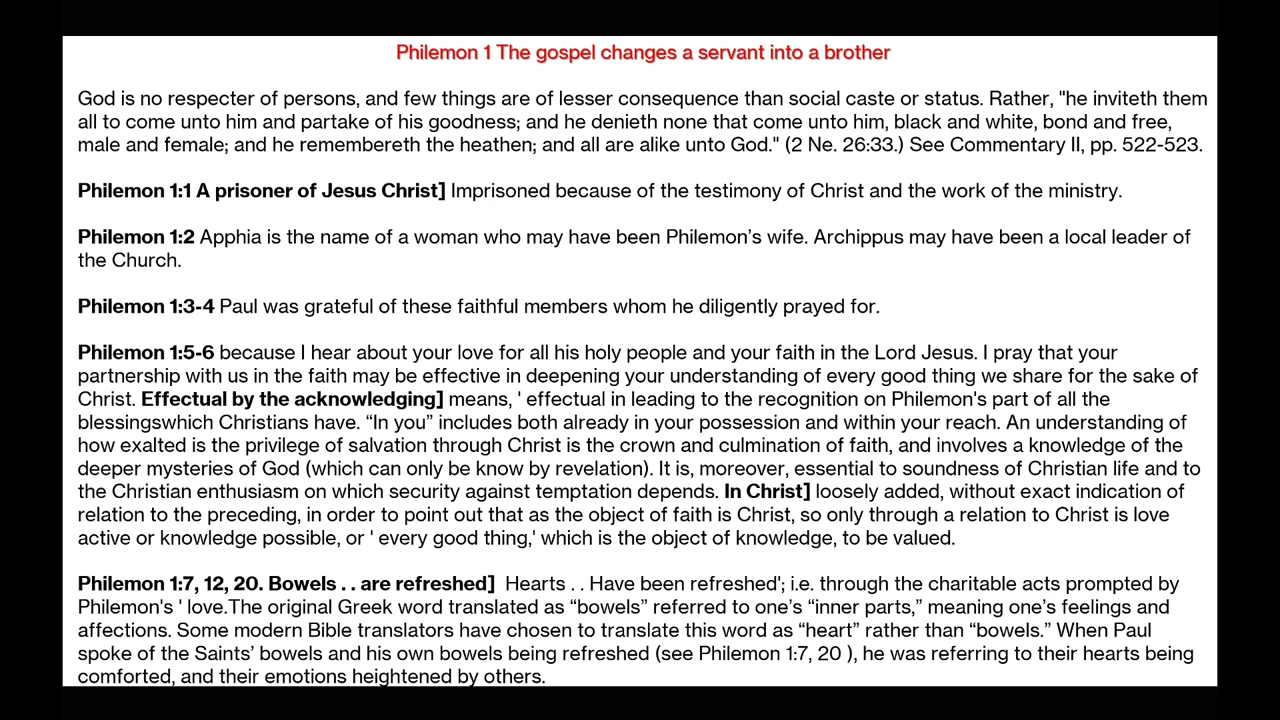 Philemon 1 The gospel changes a servant into a brother
God is no respecter of persons, and few things are of lesser consequence than social caste or status. Rather, "he inviteth them
all to come unto him and partake of his goodness; and he denieth none that come unto him, black and white, bond and free,
male and female; and he remembereth the heathen; and all are alike unto God." (2 Ne. 26:33.) See Commentary II, pp. 522-523.
Philemon 1:1 A prisoner of Jesus Christ] Imprisoned because of the testimony of Christ and the work of the ministry.
Philemon 1:2 Apphia is the name of a woman who may have been Philemon’s wife. Archippus may have been a local leader of
the Church.
Philemon 1:3-4 Paul was grateful of these faithful members whom he diligently prayed for.
Philemon 1:5-6 because I hear about your love for all his holy people and your faith in the Lord Jesus. I pray that your
partnership with us in the faith may be effective in deepening your understanding of every good thing we share for the sake of
Christ. Effectual by the acknowledging] means, ' effectual in leading to the recognition on Philemon's part of all the
blessingswhich Christians have. “In you” includes both already in your possession and within your reach. An understanding of
how exalted is the privilege of salvation through Christ is the crown and culmination of faith, and involves a knowledge of the
deeper mysteries of God (which can only be know by revelation). It is, moreover, essential to soundness of Christian life and to
the Christian enthusiasm on which security against temptation depends. In Christ] loosely added, without exact indication of
relation to the preceding, in order to point out that as the object of faith is Christ, so only through a relation to Christ is love
active or knowledge possible, or ' every good thing,' which is the object of knowledge, to be valued.
Philemon 1:7, 12, 20. Bowels . . are refreshed] Hearts . . Have been refreshed'; i.e. through the charitable acts prompted by
Philemon's ' love.The original Greek word translated as “bowels” referred to one’s “inner parts,” meaning one’s feelings and
affections. Some modern Bible translators have chosen to translate this word as “heart” rather than “bowels.” When Paul
spoke of the Saints’ bowels and his own bowels being refreshed (see Philemon 1:7, 20 ), he was referring to their hearts being
comforted, and their emotions heightened by others.